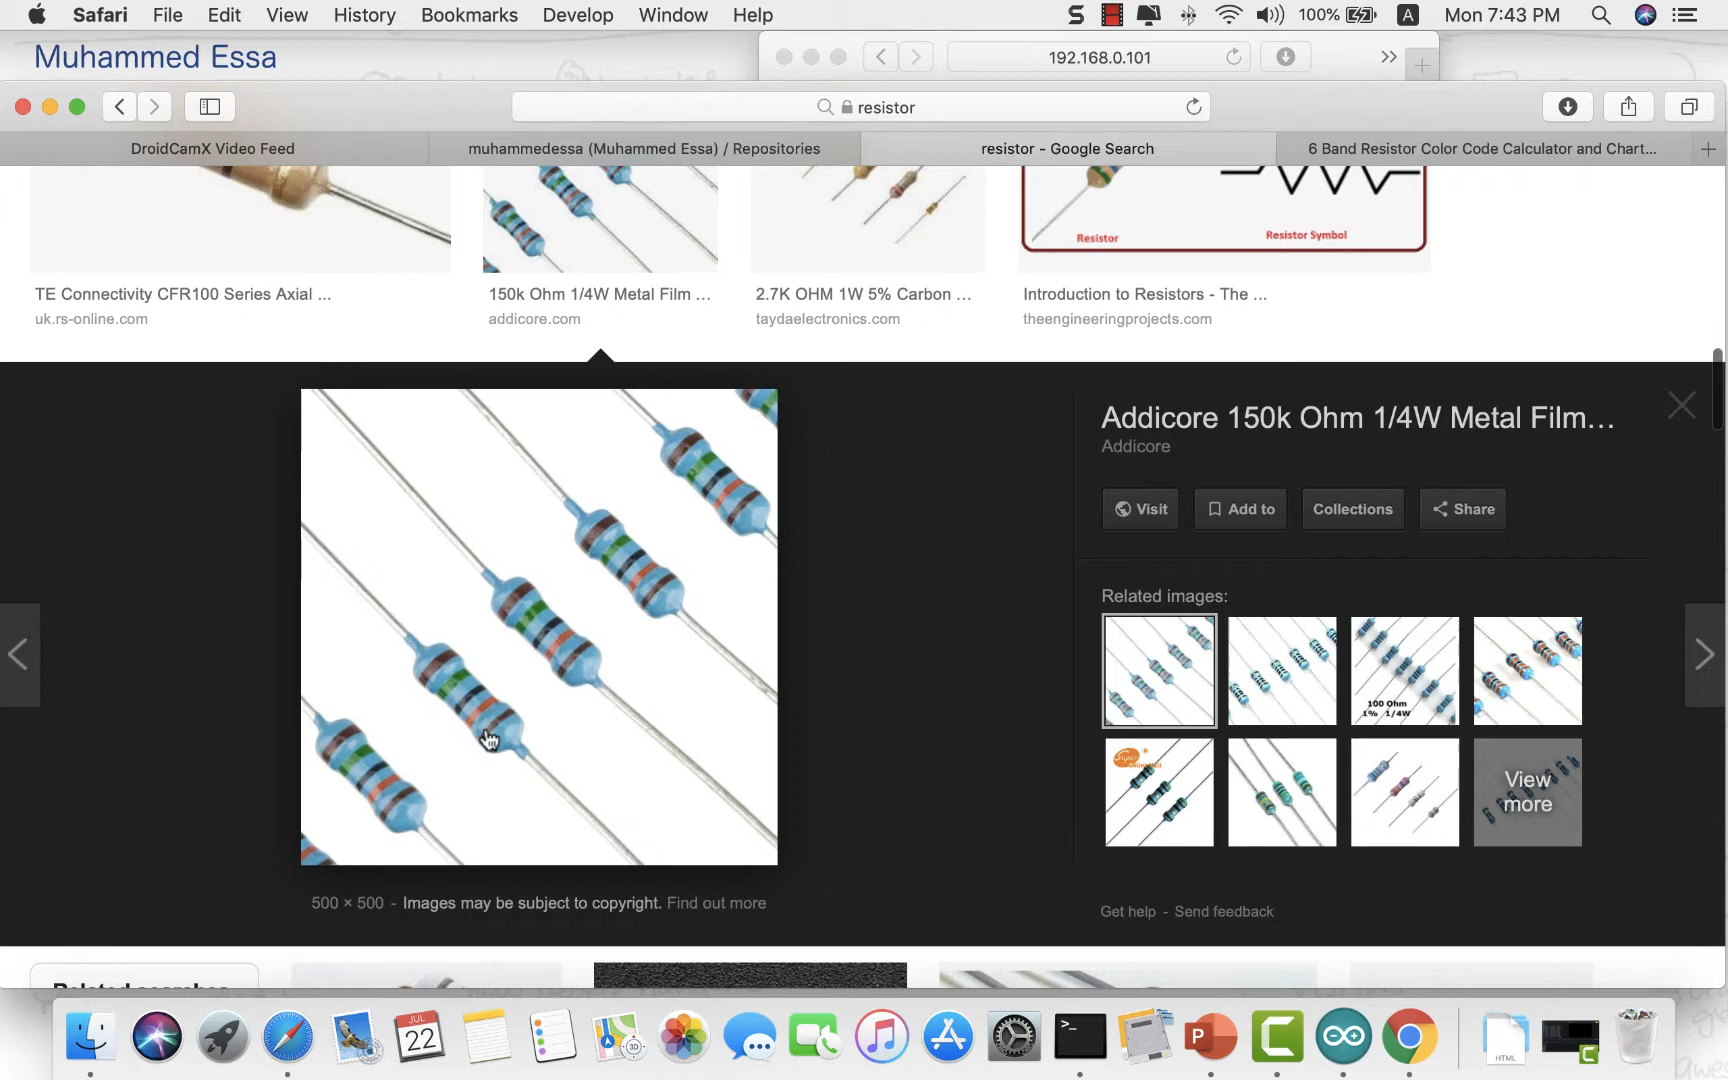 Safari File Edit View History Bookmarks Develop Window Help
S 100% A Mon 7:43 PM
Muhammed Essa
192.168.0.101
resistor
DroidCamX Video Feed
muhammedessa (Muhammed Essa) / Repositories
resistor - Google Search
6 Band Resistor Color Code Calculator and Chart...
Resistor
Resistor Symbol
TE Connectivity CFR100 Series Axial ...
uk.rs-online.com
150k Ohm 1/4W Metal Film ...
addicore.com
2.7K OHM 1W 5% Carbon ...
taydaelectronics.com
Introduction to Resistors - The ...
theengineeringprojects.com
Addicore 150k Ohm 1/4W Metal Film...
Addicore
Visit
Add to
Collections
Share
Related images:
100 Ohm
1% 1/4W
View
more
500 × 500 - Images may be subject to copyright. Find out more
Get help - Send feedback
Related searches
JUL
22
3D
P
C
HTML